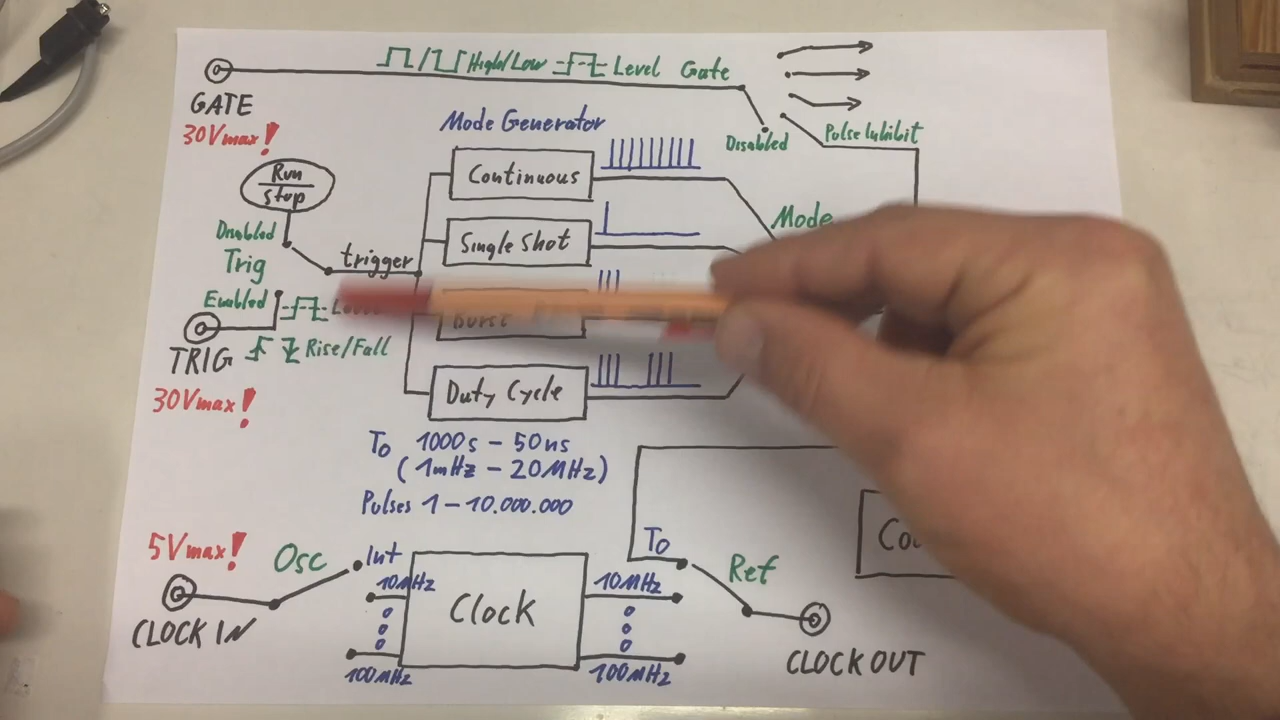 High/Low Level Gate
GATE
30Vmax!
Mode Generator
Disabled
Pulse Inhibit
Run
Stop
Continuous
Mode
Disabled
Trig
trigger
Single Shot
Enabled
Burst
TRIG
Rise/Fall
30Vmax!
Duty Cycle
To 1000s - 50ns
(1mHz - 20MHz)
Pulses 1 - 10.000.000
5Vmax!
Osc
Int
To
Ref
10MHz
Clock
10MHz
CLOCK IN
CLOCK OUT
100MHz
100MHz